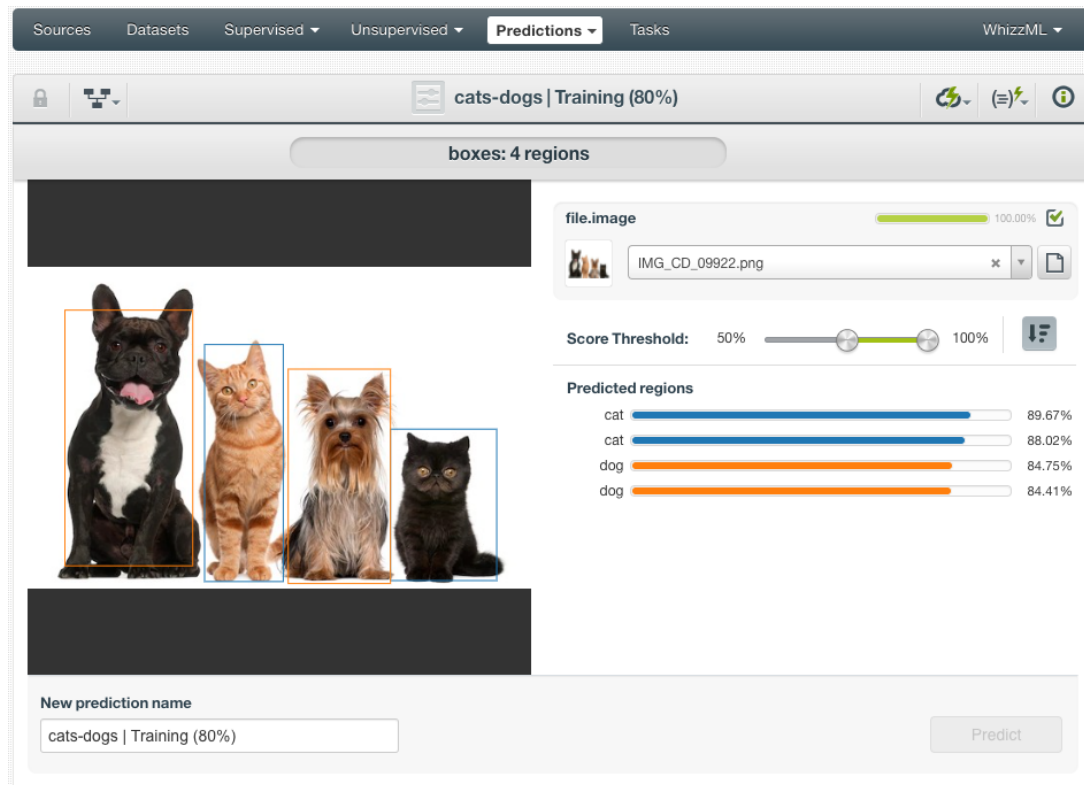 Sources Datasets Supervised Unsupervised Predictions Tasks WhizzML
cats-dogs | Training (80%)
boxes: 4 regions
file.image 100.00%
IMG_CD_09922.png
Score Threshold: 50% 100%
Predicted regions
cat 89.67%
cat 88.02%
dog 84.75%
dog 84.41%
New prediction name
cats-dogs | Training (80%)
Predict